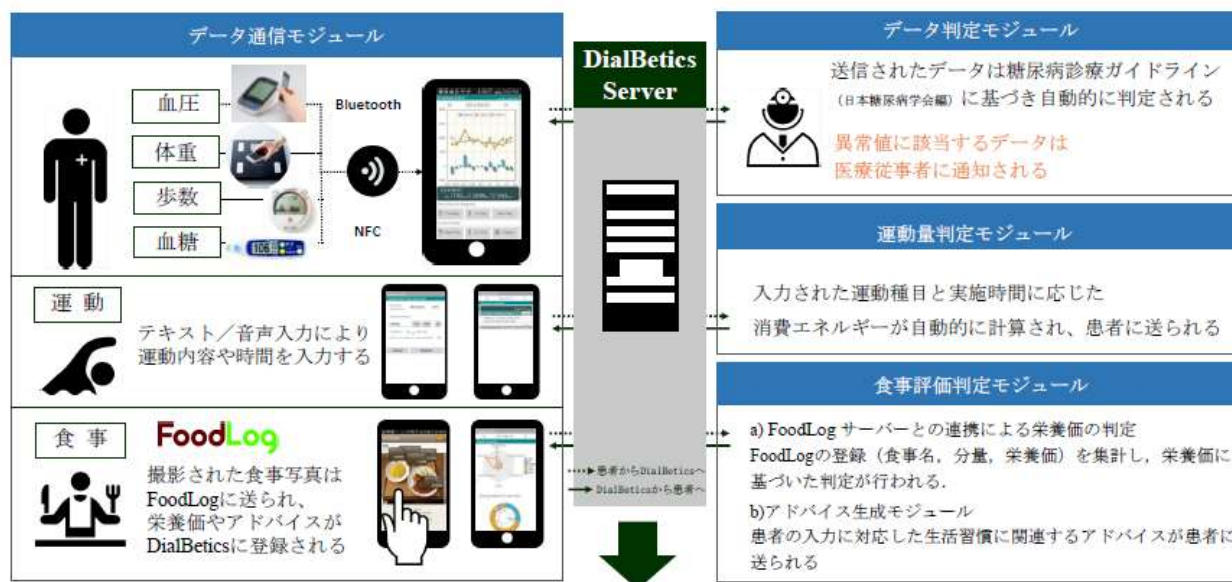 データ通信モジュール
血圧
体重
歩数
血糖
Bluetooth
NFC
運 動
テキスト／音声入力により
運動内容や時間を入力する
食 事
FoodLog
撮影された食事写真は
FoodLogに送られ、
栄養価やアドバイスが
DialBeticsに登録される
DialBetics
Server
患者からDialBeticsへ
DialBeticsから患者へ
データ判定モジュール
送信されたデータは糖尿病診療ガイドライン
（日本糖尿病学会編）に基づき自動的に判定される
異常値に該当するデータは
医療従事者に通知される
運動量判定モジュール
入力された運動種目と実施時間に応じた
消費エネルギーが自動的に計算され、患者に送られる
食事評価判定モジュール
a) FoodLog サーバーとの連携による栄養価の判定
FoodLogの登録（食事名，分量，栄養価）を集計し，栄養価に
基づいた判定が行われる．
b)アドバイス生成モジュール
患者の入力に対応した生活習慣に関連するアドバイスが患者に
送られる